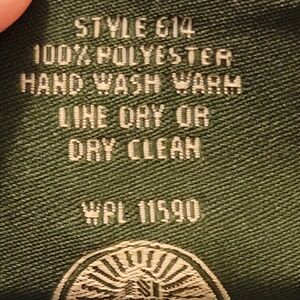 STYLE 614
100% POLYESTER
HAND WASH WARM
LINE DRY OR
DRY CLEAN
WPL 11590